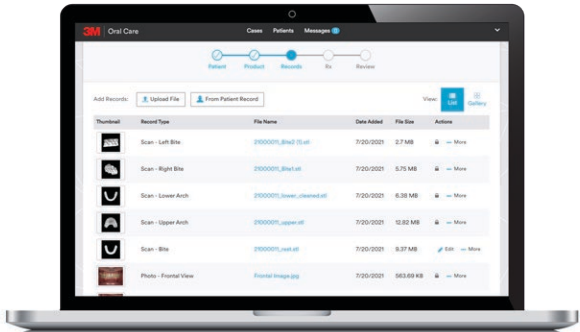 3M Oral Care
Cases Patients Messages
Patient Product Records Rx Review
Add Records: Upload File From Patient Record View: List Gallery
Thumbnail Record Type File Name Date Added File Size Actions
Scan - Left Bite 21000011_Bite2 (1).stl 7/20/2021 2.7 MB More
Scan - Right Bite 21000011_Bite1.stl 7/20/2021 5.75 MB More
Scan - Lower Arch 21000011_lower_cleaned.stl 7/20/2021 6.38 MB More
Scan - Upper Arch 21000011_upper.stl 7/20/2021 12.82 MB More
Scan - Bite 21000011_root.stl 7/20/2021 9.37 MB Edit More
Photo - Frontal View Frontal Image.jpg 7/20/2021 563.69 KB More